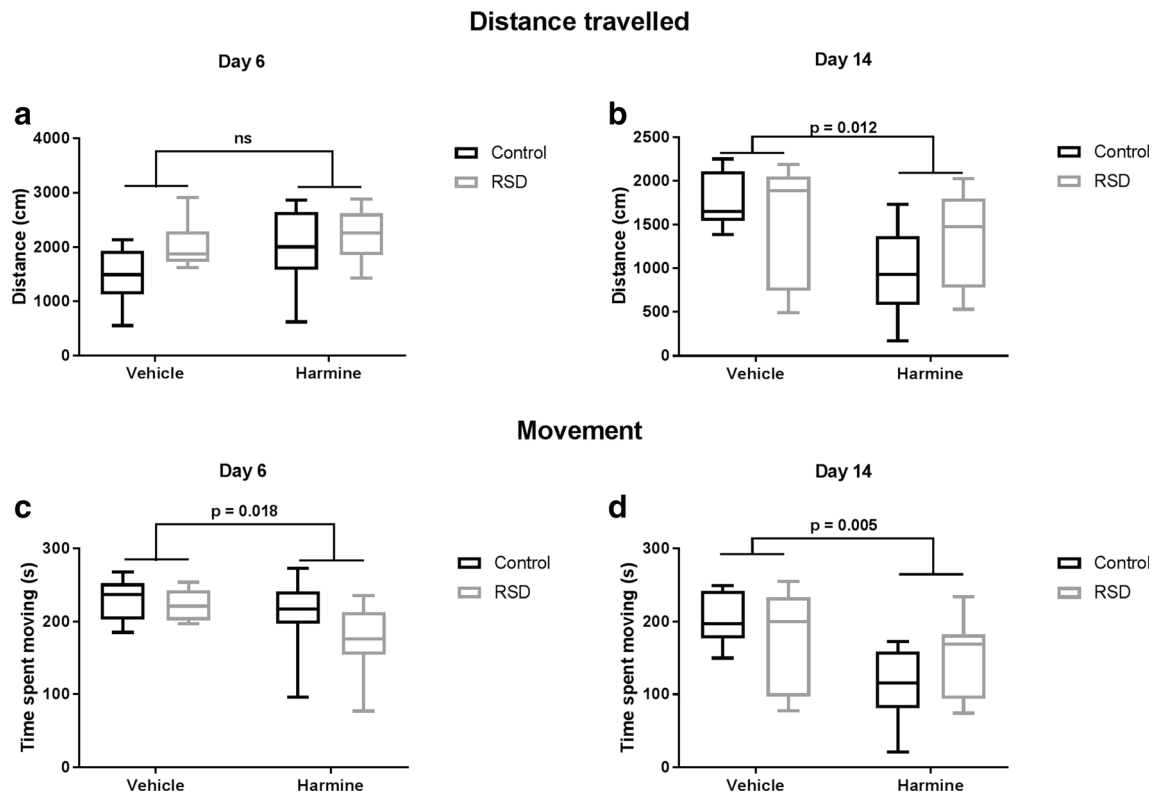 Distance travelled
Day 6
Day 14
a
b
ns
p = 0.012
Control
RSD
Control
RSD
Distance (cm)
4000
3000
2000
1000
0
Vehicle
Harmine
Distance (cm)
2500
2000
1500
1000
500
0
Vehicle
Harmine
Movement
Day 6
Day 14
c
d
p = 0.018
p = 0.005
Control
RSD
Control
RSD
Time spent moving (s)
300
200
100
0
Vehicle
Harmine
Time spent moving (s)
300
200
100
0
Vehicle
Harmine